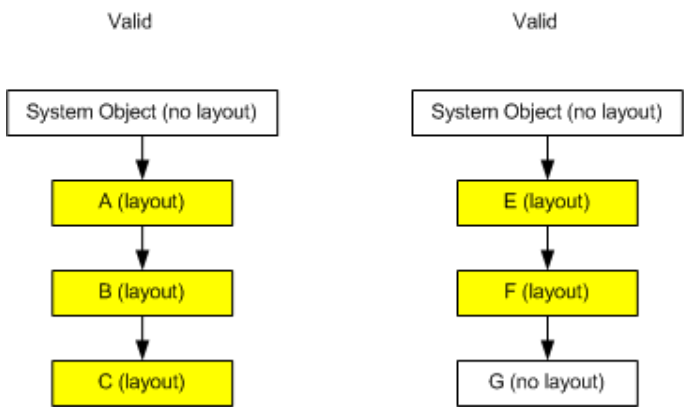 Valid
System Object (no layout)
A (layout)
B (layout)
C (layout)
Valid
System Object (no layout)
E (layout)
F (layout)
G (no layout)